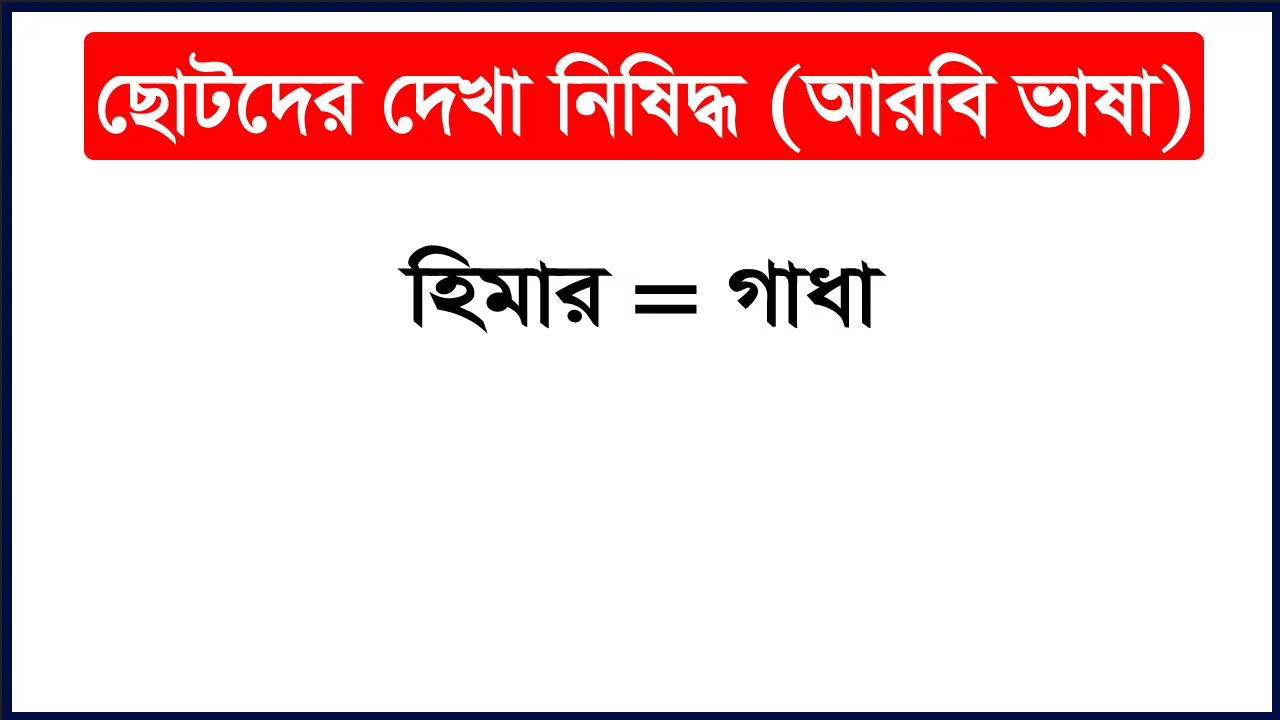 ছোটদের দেখা নিষিদ্ধ (আরবি ভাষা)
হিমার = গাধা